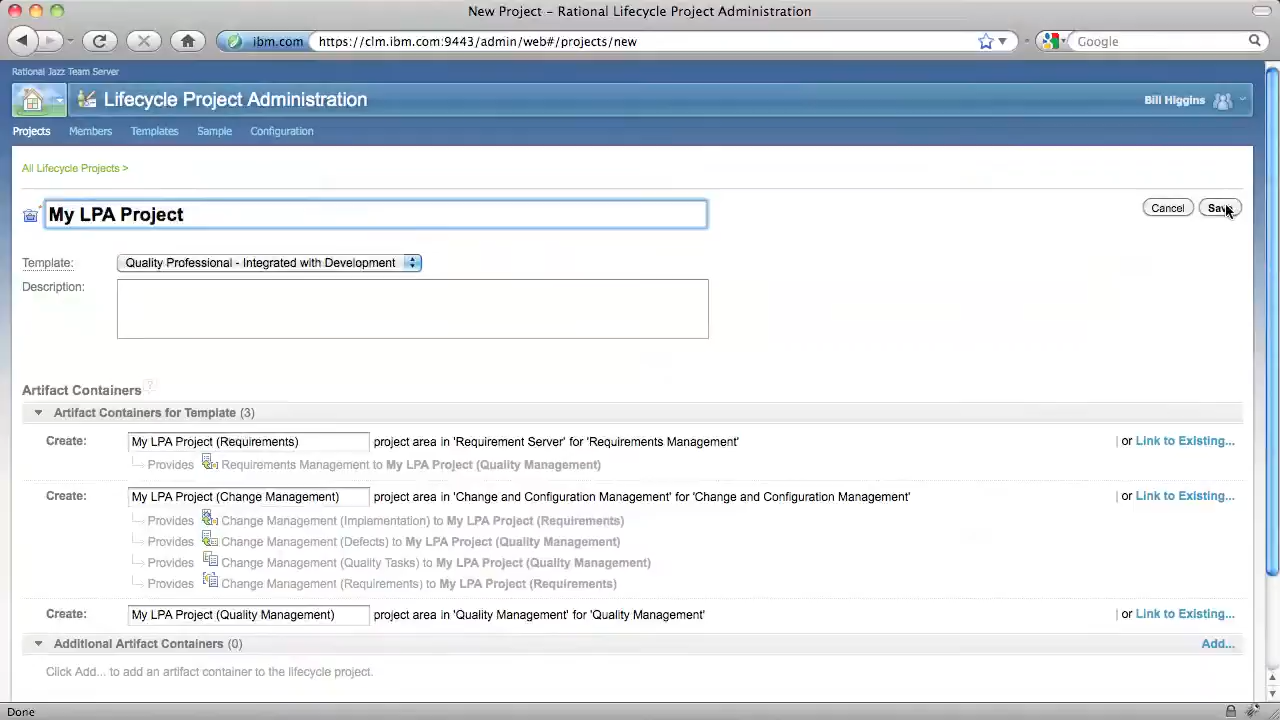 New Project – Rational Lifecycle Project Administration
ibm.com https://clm.ibm.com:9443/admin/web#/projects/new Google
Rational Jazz Team Server
Lifecycle Project Administration Bill Higgins
Projects Members Templates Sample Configuration
All Lifecycle Projects >
My LPA Project Cancel Save
Template: Quality Professional - Integrated with Development
Description:
Artifact Containers ?
Artifact Containers for Template (3)
Create: My LPA Project (Requirements) project area in 'Requirement Server' for 'Requirements Management' | or Link to Existing...
Provides Requirements Management to My LPA Project (Quality Management)
Create: My LPA Project (Change Management) project area in 'Change and Configuration Management' for 'Change and Configuration Management' | or Link to Existing...
Provides Change Management (Implementation) to My LPA Project (Requirements)
Provides Change Management (Defects) to My LPA Project (Quality Management)
Provides Change Management (Quality Tasks) to My LPA Project (Quality Management)
Provides Change Management (Requirements) to My LPA Project (Requirements)
Create: My LPA Project (Quality Management) project area in 'Quality Management' for 'Quality Management' | or Link to Existing...
Additional Artifact Containers (0) Add...
Click Add... to add an artifact container to the lifecycle project.
Done